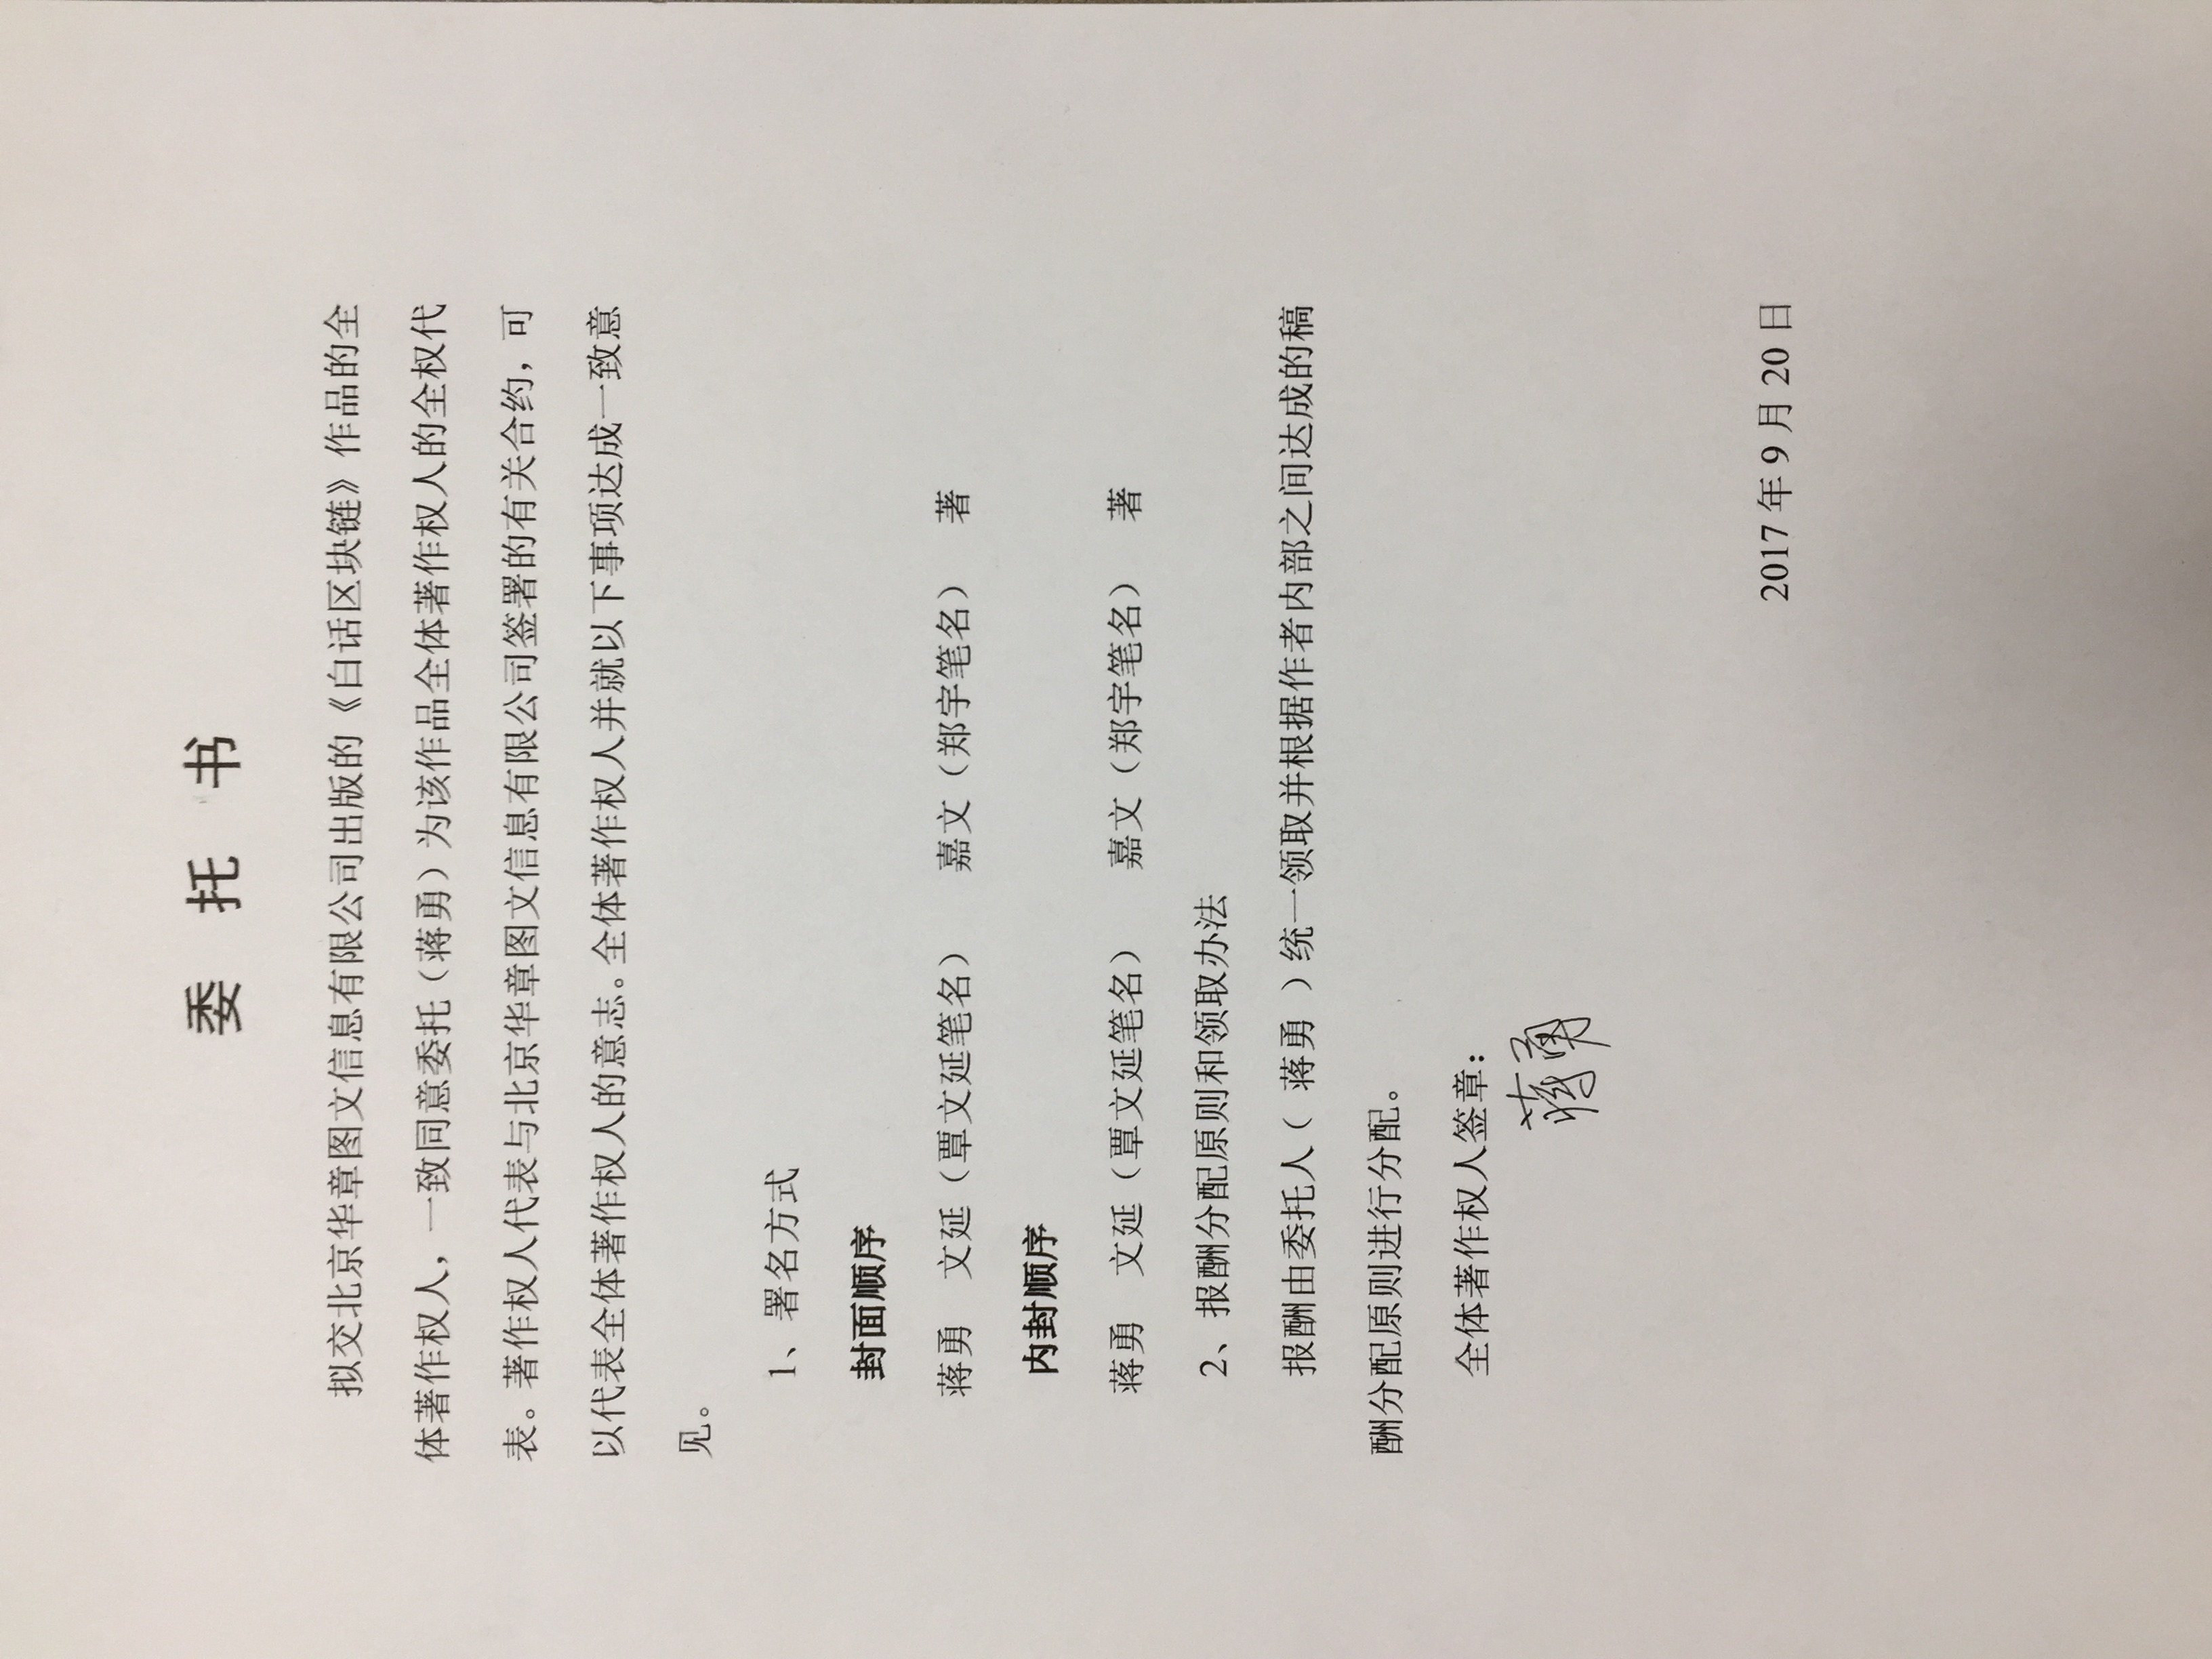 委 托 书
拟交北京华章图文信息有限公司出版的《白话区块链》作品的全
体著作权人，一致同意委托（蒋勇）为该作品全体著作权人的全权代
表。著作权人代表与北京华章图文信息有限公司签署的有关合约，可
以代表全体著作权人的意志。全体著作权人并就以下事项达成一致意
见。
1、署名方式
封面顺序
蒋勇 文延（覃文延笔名） 嘉文（郑宇笔名） 著
内封顺序
蒋勇 文延（覃文延笔名） 嘉文（郑宇笔名） 著
2、报酬分配原则和领取办法
报酬由委托人（ 蒋勇 ）统一领取并根据作者内部之间达成的稿
酬分配原则进行分配。
全体著作权人签章：
蒋勇
2017 年 9 月 20 日